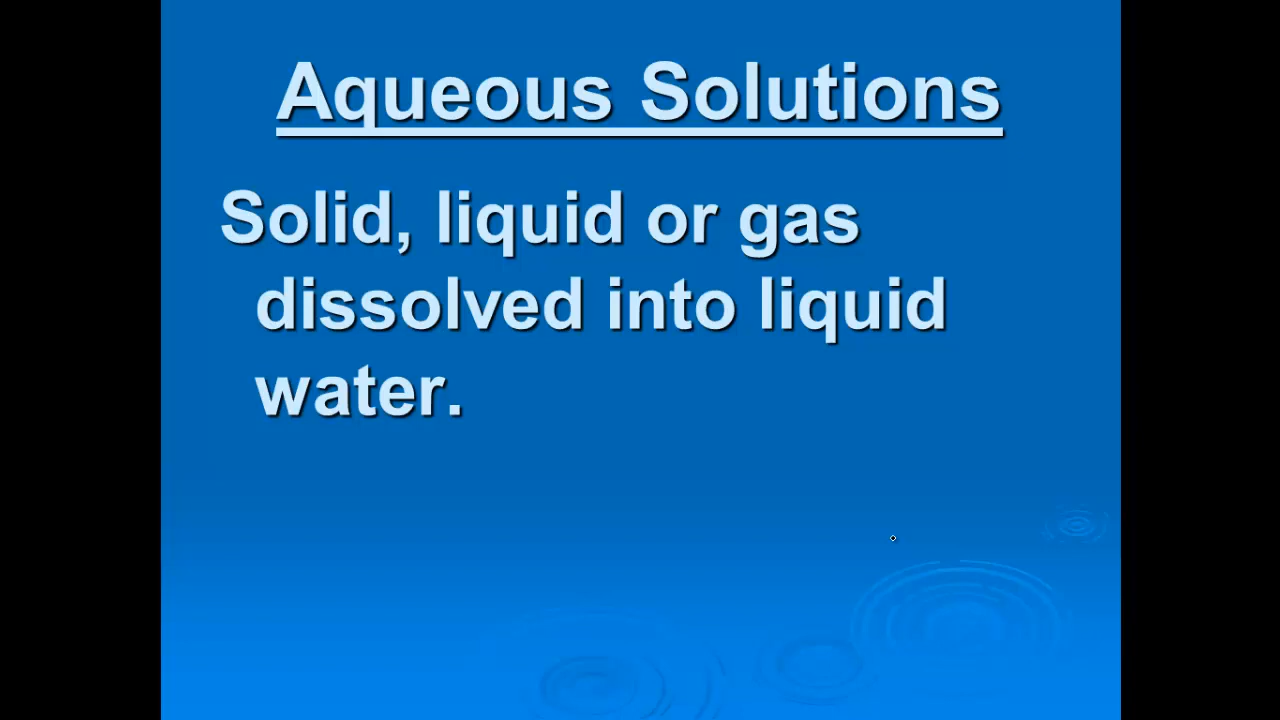 Aqueous Solutions
Solid, liquid or gas
dissolved into liquid
water.